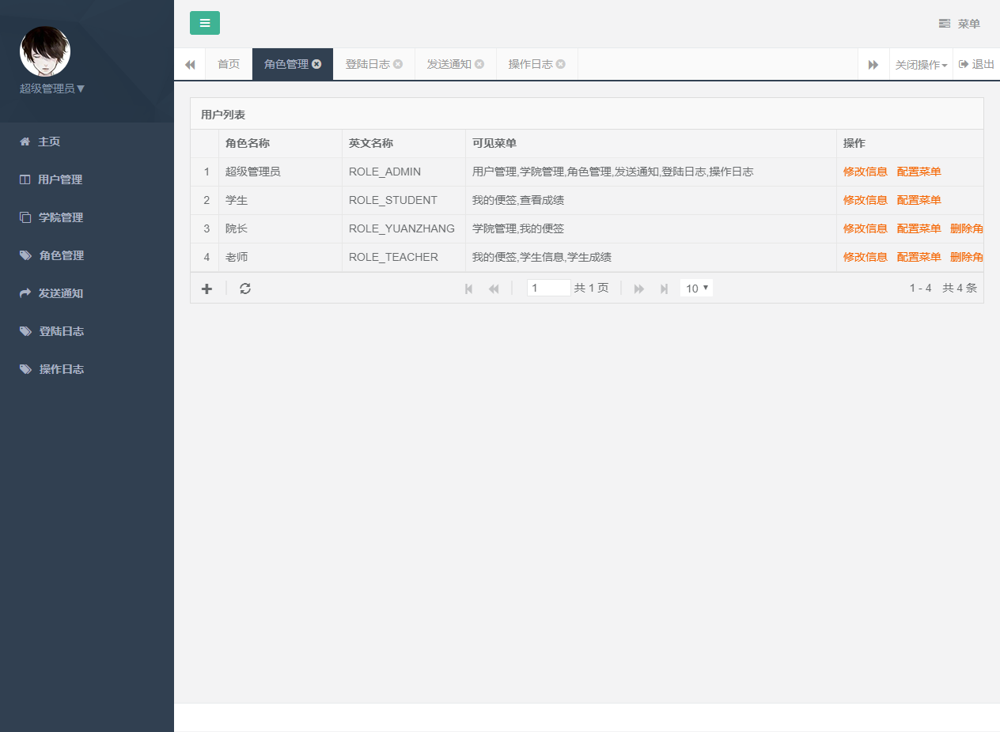 超级管理员▼
主页
用户管理
学院管理
角色管理
发送通知
登陆日志
操作日志
菜单
首页 角色管理 登陆日志 发送通知 操作日志 关闭操作 退出
用户列表
角色名称 英文名称 可见菜单 操作
1 超级管理员 ROLE_ADMIN 用户管理,学院管理,角色管理,发送通知,登陆日志,操作日志 修改信息 配置菜单
2 学生 ROLE_STUDENT 我的便签,查看成绩 修改信息 配置菜单
3 院长 ROLE_YUANZHANG 学院管理,我的便签 修改信息 配置菜单 删除角
4 老师 ROLE_TEACHER 我的便签,学生信息,学生成绩 修改信息 配置菜单 删除角
1 共 1 页 10 ▼ 1 - 4 共 4 条